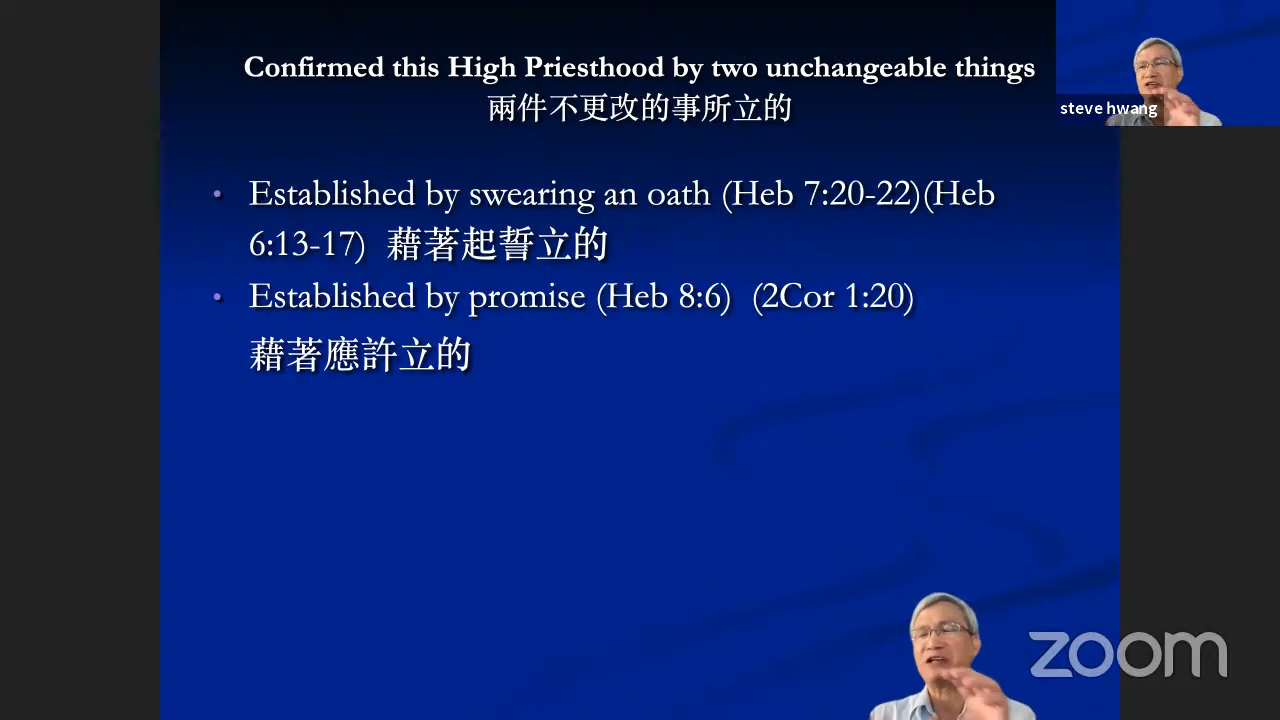 Confirmed this High Priesthood by two unchangeable things
兩件不更改的事所立的
steve hwang
• Established by swearing an oath (Heb 7:20-22)(Heb
6:13-17) 藉著起誓立的
• Established by promise (Heb 8:6) (2Cor 1:20)
藉著應許立的
zoom